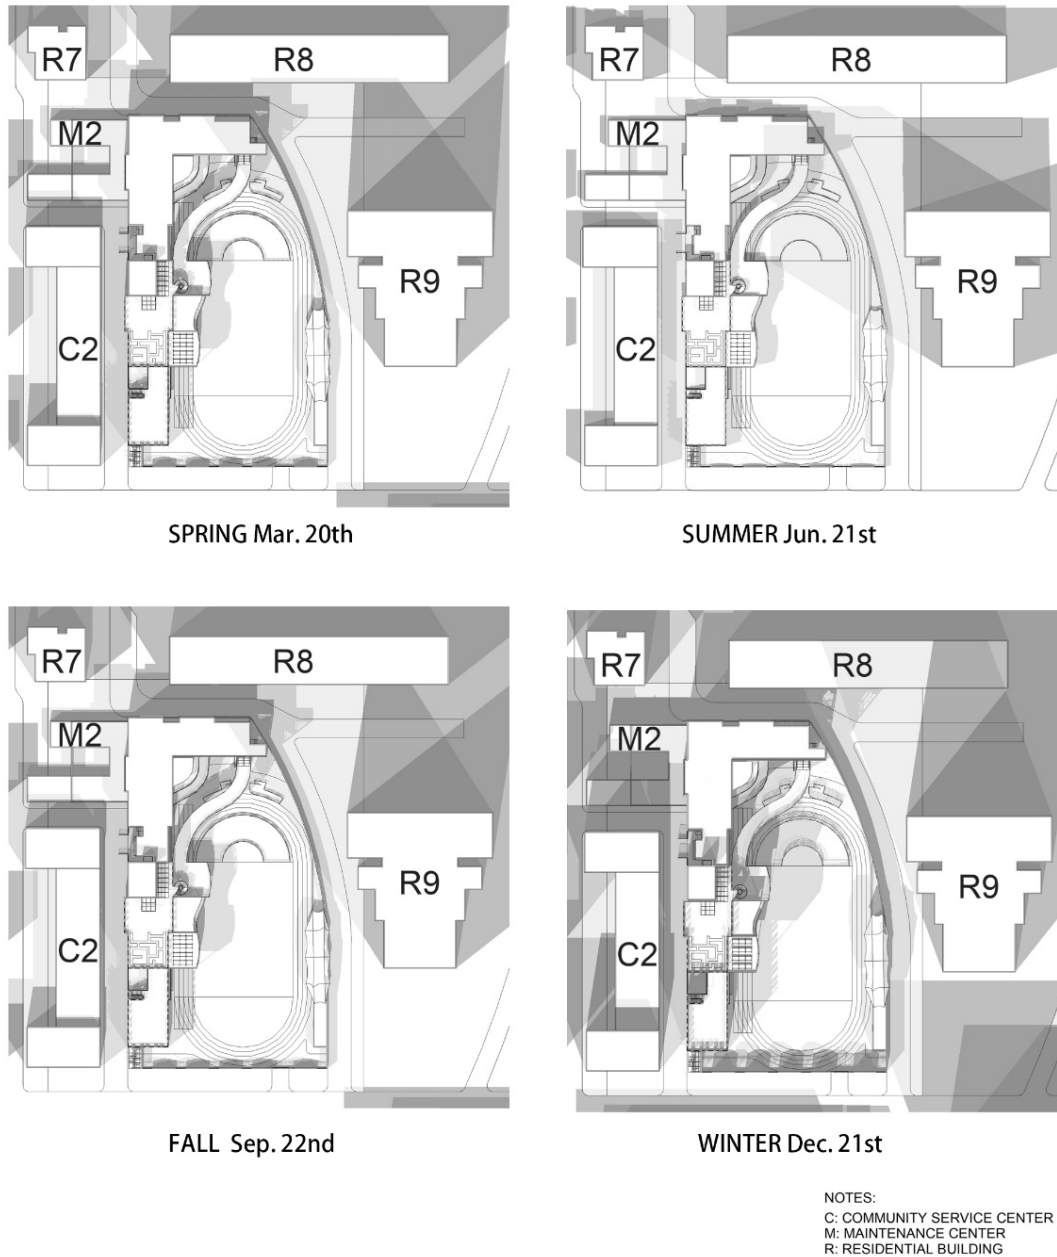 R7
R8
M2
R9
C2
SPRING Mar. 20th
R7
R8
M2
R9
C2
SUMMER Jun. 21st
R7
R8
M2
R9
C2
FALL Sep. 22nd
R7
R8
M2
R9
C2
WINTER Dec. 21st
NOTES:
C: COMMUNITY SERVICE CENTER
M: MAINTENANCE CENTER
R: RESIDENTIAL BUILDING